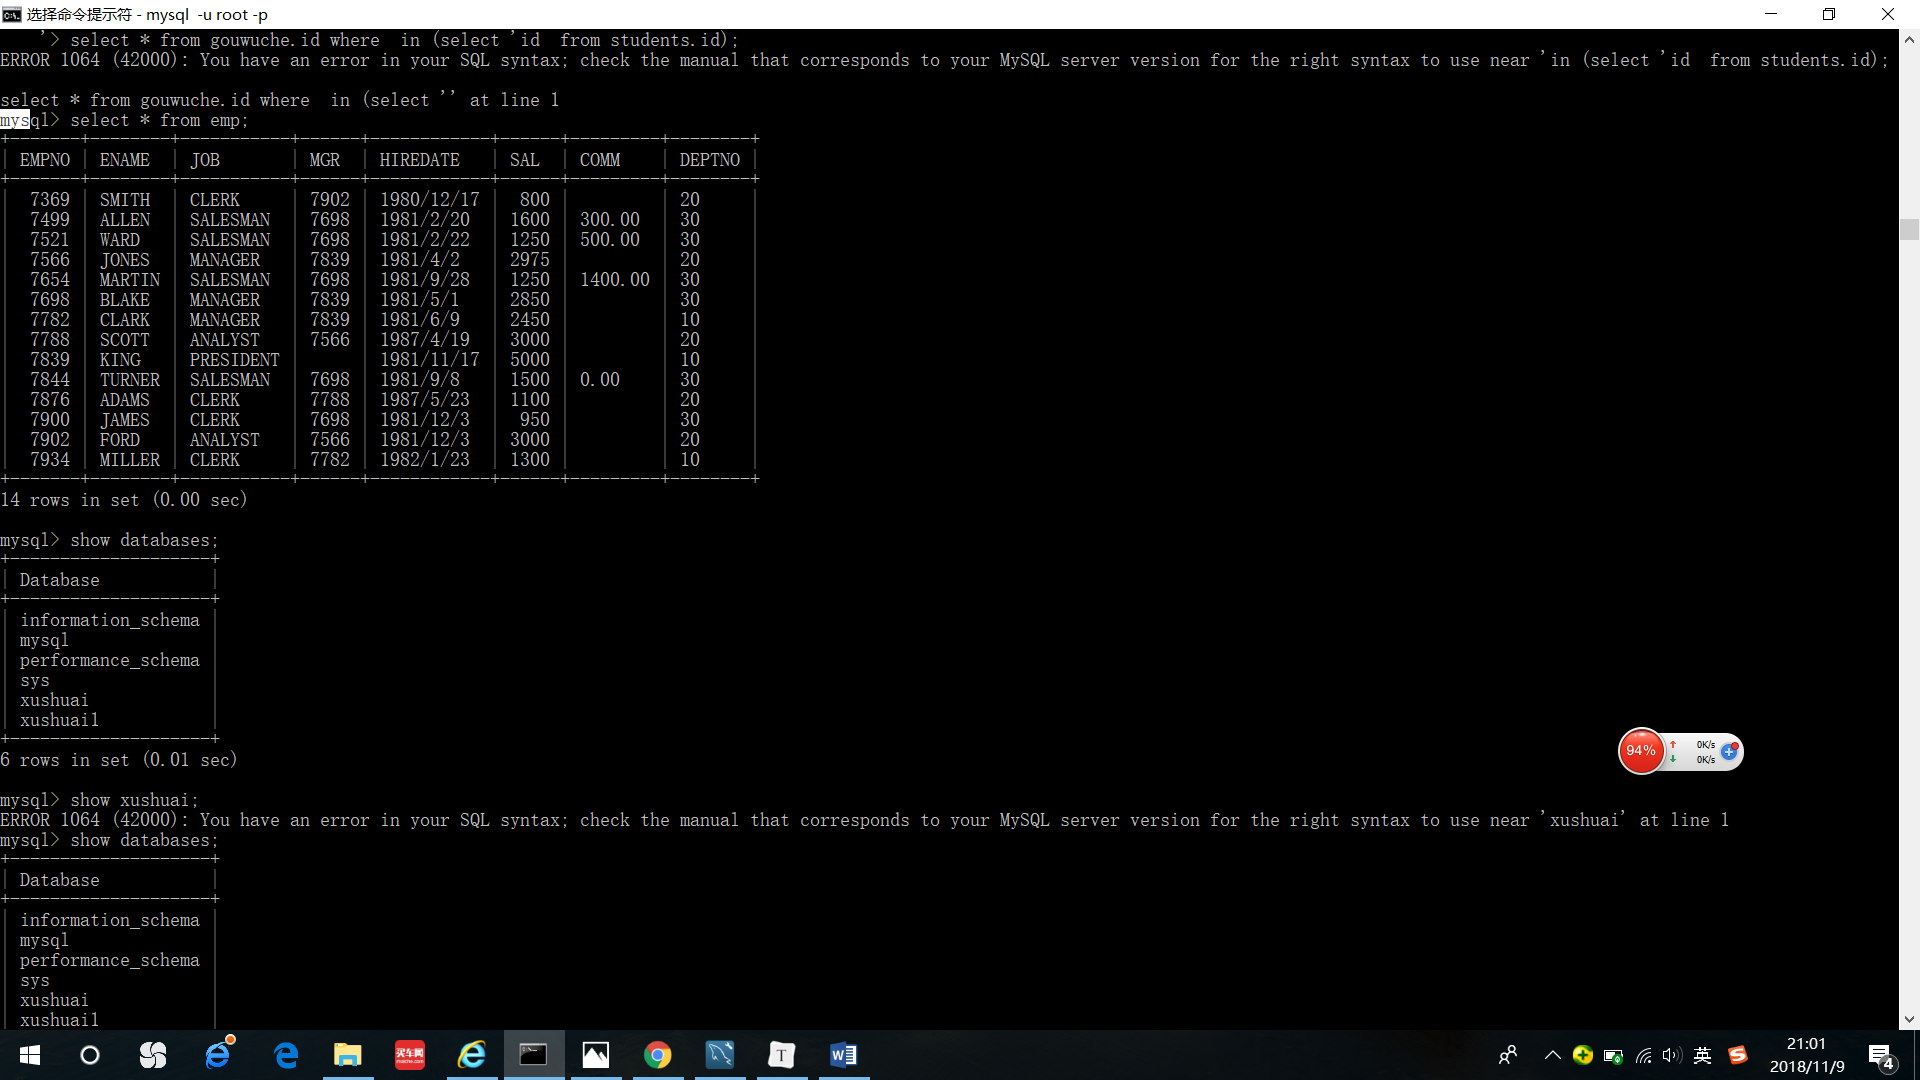 选择命令提示符 - mysql  -u root -p
    '> select * from gouwuche.id where  in (select 'id  from students.id);
ERROR 1064 (42000): You have an error in your SQL syntax; check the manual that corresponds to your MySQL server version for the right syntax to use near 'in (select 'id  from students.id);

select * from gouwuche.id where  in (select '' at line 1
mysql> select * from emp;
+-------+--------+-----------+------+------------+------+---------+--------+
| EMPNO | ENAME  | JOB       | MGR  | HIREDATE   | SAL  | COMM    | DEPTNO |
+-------+--------+-----------+------+------------+------+---------+--------+
|  7369 | SMITH  | CLERK     | 7902 | 1980/12/17 |  800 |         | 20     |
|  7499 | ALLEN  | SALESMAN  | 7698 | 1981/2/20  | 1600 | 300.00  | 30     |
|  7521 | WARD   | SALESMAN  | 7698 | 1981/2/22  | 1250 | 500.00  | 30     |
|  7566 | JONES  | MANAGER   | 7839 | 1981/4/2   | 2975 |         | 20     |
|  7654 | MARTIN | SALESMAN  | 7698 | 1981/9/28  | 1250 | 1400.00 | 30     |
|  7698 | BLAKE  | MANAGER   | 7839 | 1981/5/1   | 2850 |         | 30     |
|  7782 | CLARK  | MANAGER   | 7839 | 1981/6/9   | 2450 |         | 10     |
|  7788 | SCOTT  | ANALYST   | 7566 | 1987/4/19  | 3000 |         | 20     |
|  7839 | KING   | PRESIDENT |      | 1981/11/17 | 5000 |         | 10     |
|  7844 | TURNER | SALESMAN  | 7698 | 1981/9/8   | 1500 | 0.00    | 30     |
|  7876 | ADAMS  | CLERK     | 7788 | 1987/5/23  | 1100 |         | 20     |
|  7900 | JAMES  | CLERK     | 7698 | 1981/12/3  |  950 |         | 30     |
|  7902 | FORD   | ANALYST   | 7566 | 1981/12/3  | 3000 |         | 20     |
|  7934 | MILLER | CLERK     | 7782 | 1982/1/23  | 1300 |         | 10     |
+-------+--------+-----------+------+------------+------+---------+--------+
14 rows in set (0.00 sec)

mysql> show databases;
+--------------------+
| Database           |
+--------------------+
| information_schema |
| mysql              |
| performance_schema |
| sys                |
| xushuai            |
| xushuai1           |
+--------------------+
6 rows in set (0.01 sec)

mysql> show xushuai;
ERROR 1064 (42000): You have an error in your SQL syntax; check the manual that corresponds to your MySQL server version for the right syntax to use near 'xushuai' at line 1
mysql> show databases;
+--------------------+
| Database           |
+--------------------+
| information_schema |
| mysql              |
| performance_schema |
| sys                |
| xushuai            |
| xushuai1           |
94%
0K/s
0K/s
买车网
T
英
21:01
2018/11/9
4